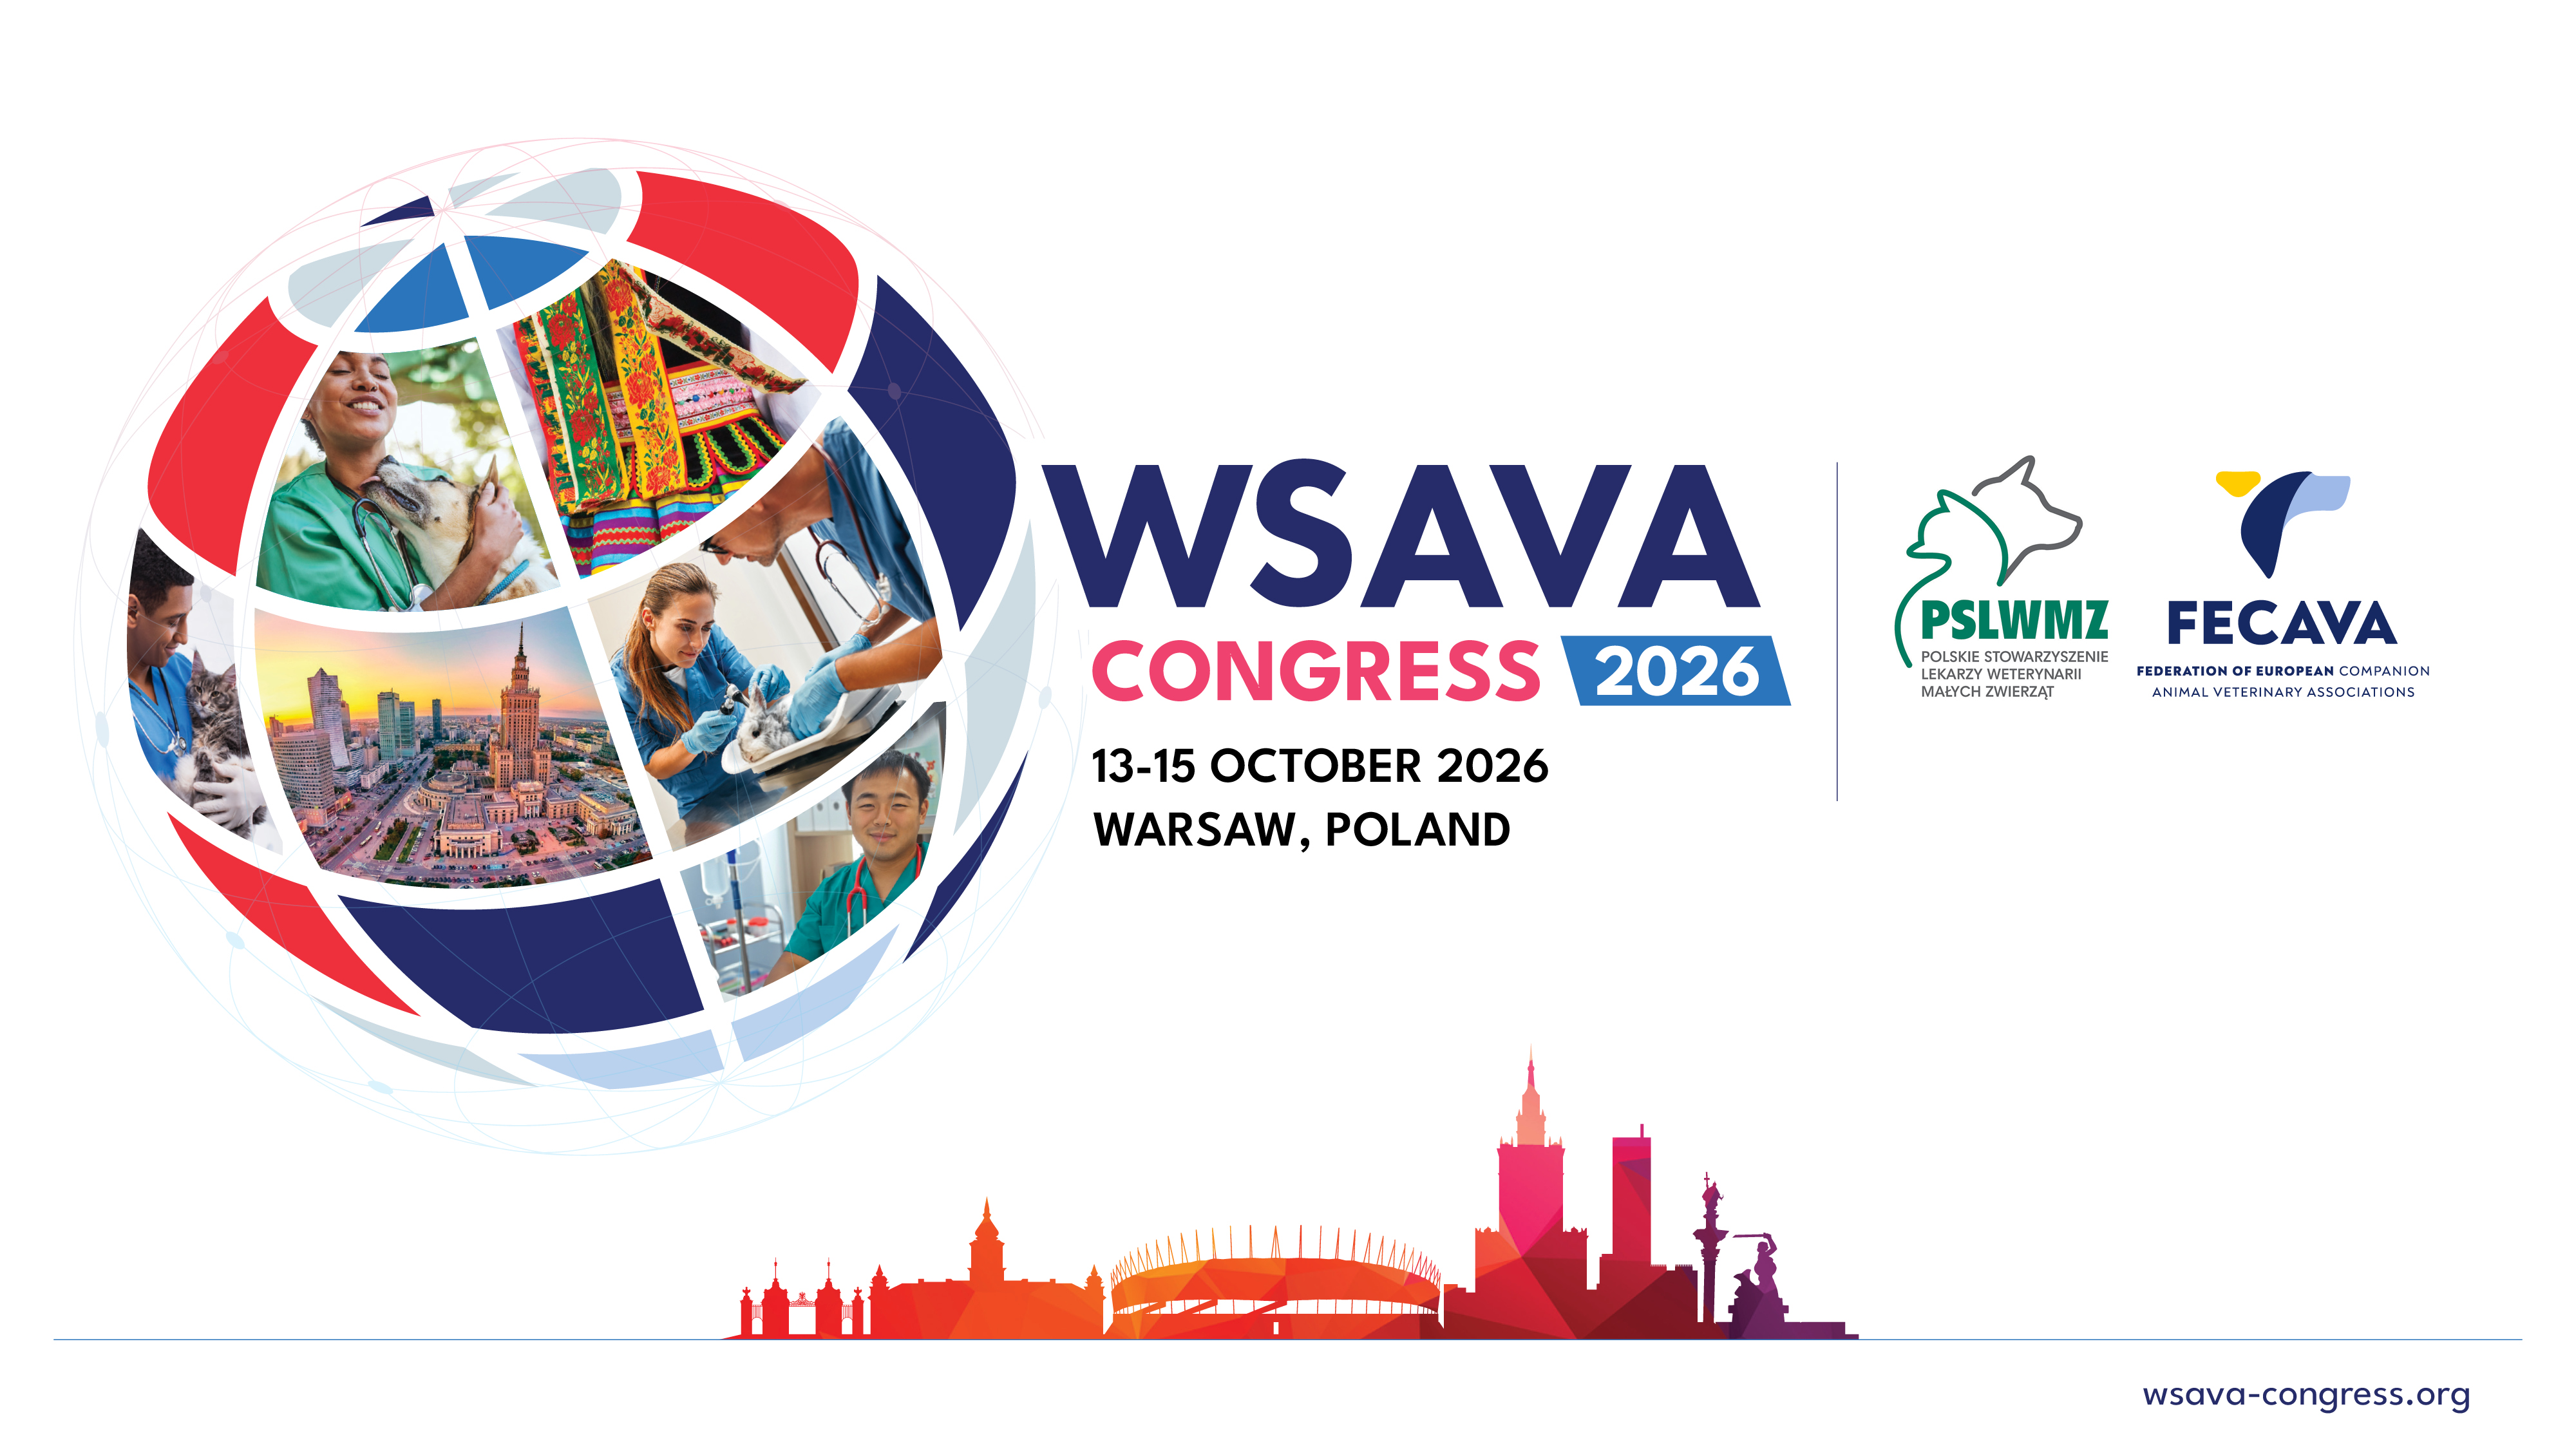 WSAVA
CONGRESS 2026
13-15 OCTOBER 2026
WARSAW, POLAND
PSLWMZ
POLSKIE STOWARZYSZENIE
LEKARZY WETERYNARII
MAŁYCH ZWIERZĄT
FECAVA
FEDERATION OF EUROPEAN COMPANION
ANIMAL VETERINARY ASSOCIATIONS
wsava-congress.org